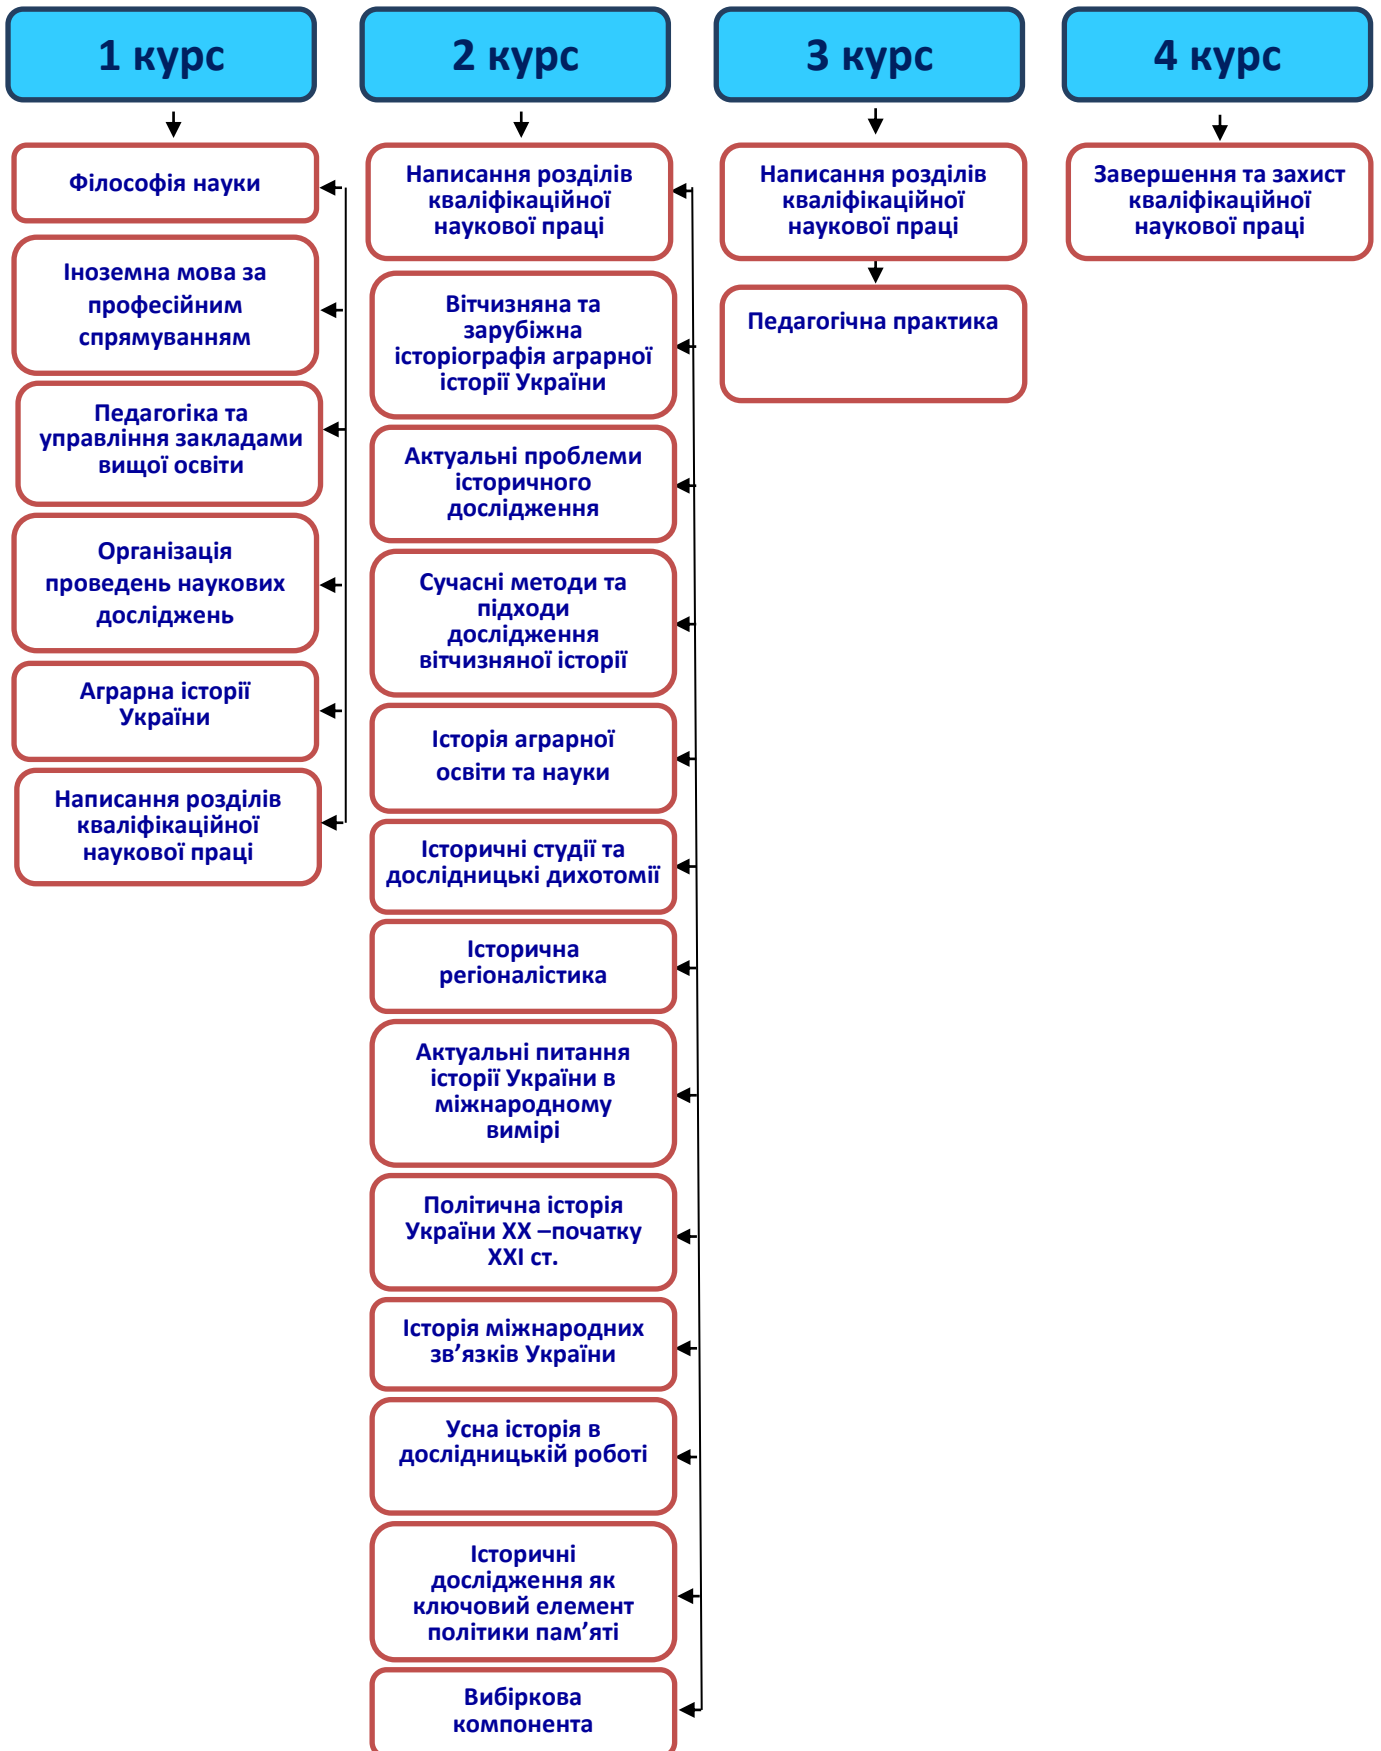 1 курс
2 курс
3 курс
4 курс
Філософія науки
Іноземна мова за
професійним
спрямуванням
Педагогіка та
управління закладами
вищої освіти
Організація
проведень наукових
досліджень
Аграрна історії
України
Написання розділів
кваліфікаційної
наукової праці
Написання розділів
кваліфікаційної
наукової праці
Вітчизняна та
зарубіжна
історіографія аграрної
історії України
Актуальні проблеми
історичного
дослідження
Сучасні методи та
підходи
дослідження
вітчизняної історії
Історія аграрної
освіти та науки
Історичні студії та
дослідницькі дихотомії
Історична
регіоналістика
Актуальні питання
історії України в
міжнародному
вимірі
Політична історія
України ХХ –початку
ХХІ ст.
Історія міжнародних
зв’язків України
Усна історія в
дослідницькій роботі
Історичні
дослідження як
ключовий елемент
політики пам’яті
Вибіркова
компонента
Написання розділів
кваліфікаційної
наукової праці
Педагогічна практика
Завершення та захист
кваліфікаційної
наукової праці